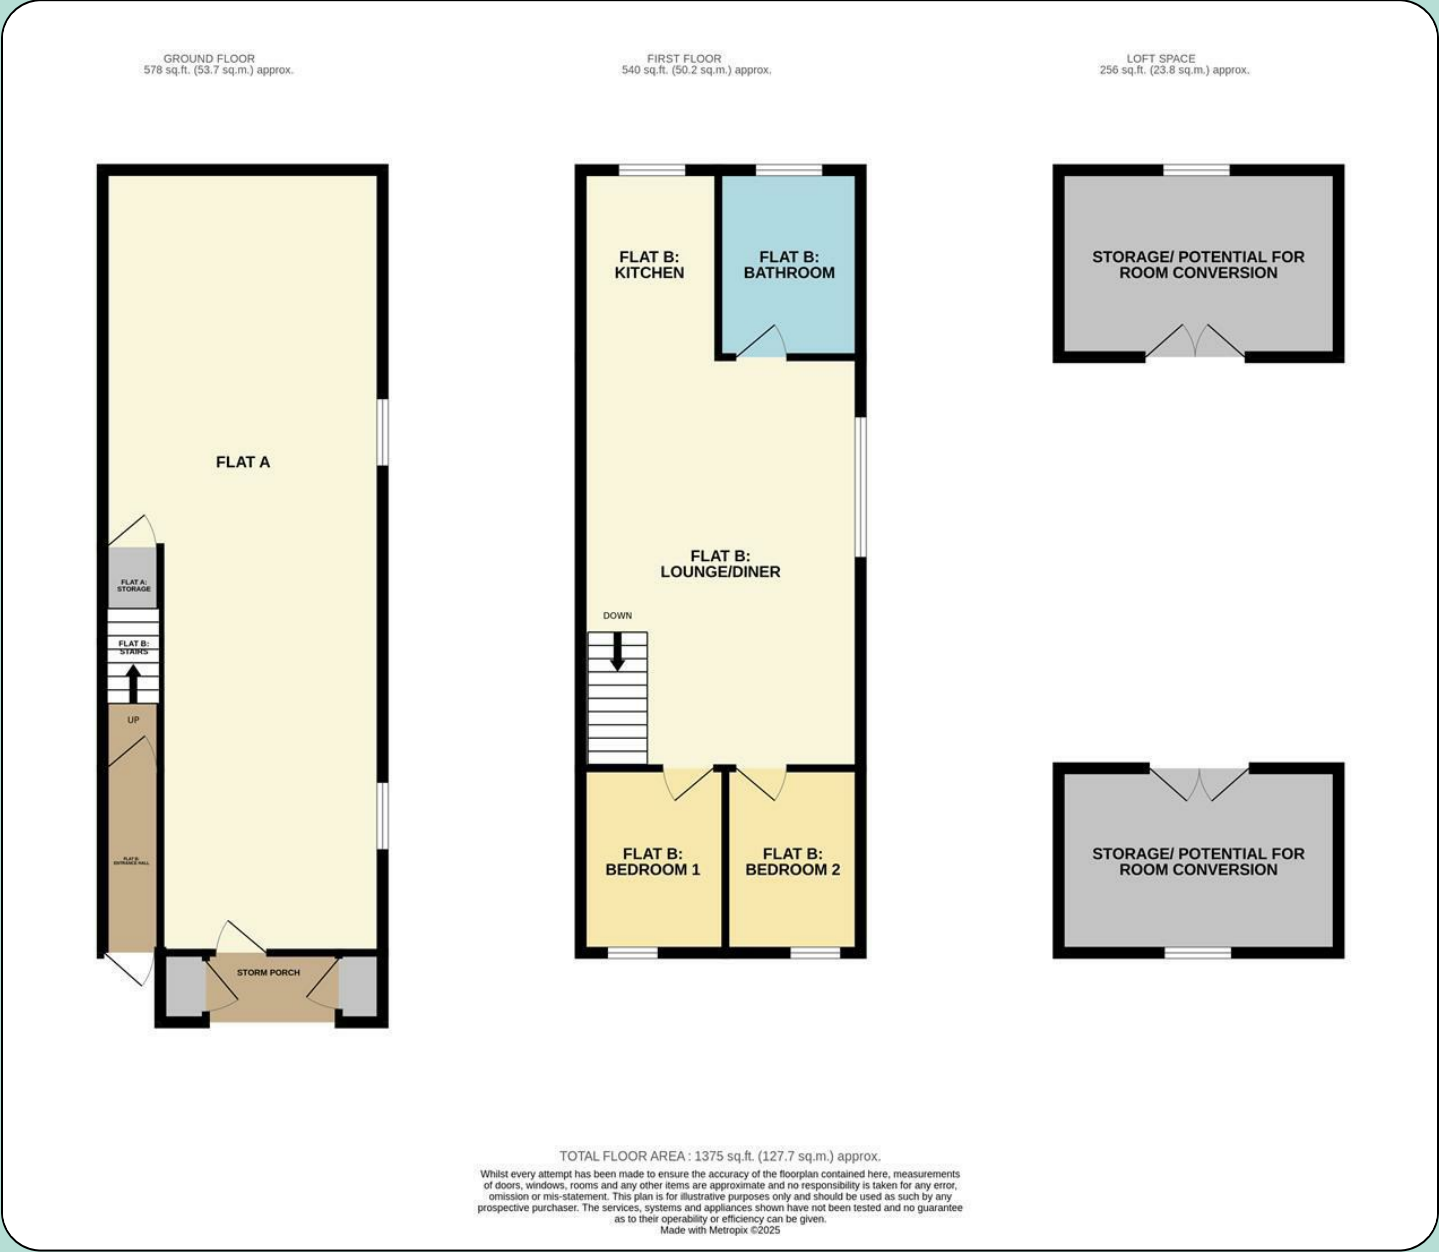 GROUND FLOOR
578 sq.ft. (53.7 sq.m.) approx.
FIRST FLOOR
540 sq.ft. (50.2 sq.m.) approx.
LOFT SPACE
256 sq.ft. (23.8 sq.m.) approx.
FLAT A
FLAT A:
STORAGE
FLAT B:
STAIRS
UP
FLAT B:
ENTRANCE HALL
STORM PORCH
FLAT B:
KITCHEN
FLAT B:
BATHROOM
FLAT B:
LOUNGE/DINER
DOWN
FLAT B:
BEDROOM 1
FLAT B:
BEDROOM 2
STORAGE/ POTENTIAL FOR
ROOM CONVERSION
STORAGE/ POTENTIAL FOR
ROOM CONVERSION
TOTAL FLOOR AREA : 1375 sq.ft. (127.7 sq.m.) approx.
Whilst every attempt has been made to ensure the accuracy of the floorplan contained here, measurements
of doors, windows, rooms and any other items are approximate and no responsibility is taken for any error,
omission or mis-statement. This plan is for illustrative purposes only and should be used as such by any
prospective purchaser. The services, systems and appliances shown have not been tested and no guarantee
as to their operability or efficiency can be given.
Made with Metropix ©2025